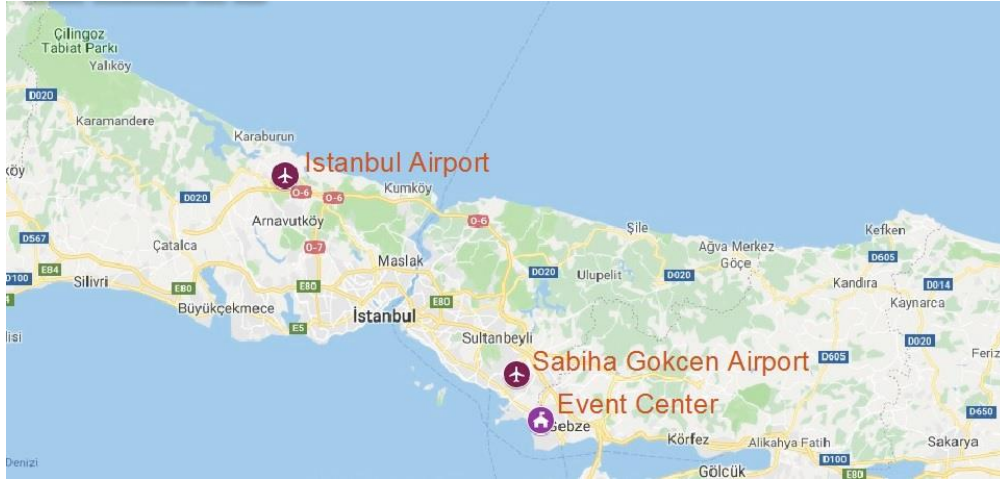 Çilingoz
Tabiat Parkı
Yalıköy
D020
Karamandere
Karaburun
Istanbul Airport
köy
O-6
O-6
Kumköy
D020
Arnavutköy
O-6
Şile
Kefken
D567
Çatalca
O-7
Maslak
Ağva Merkez
Göçe
D605
D100
E84
Silivri
E80
E80
E80
D020
Ulupelit
D020
Kandıra
D014
Kaynarca
Büyükçekmece
E5
İstanbul
Sultanbeyli
D020
Feriz
Sabiha Gokcen Airport
D605
Event Center
D650
Sebze
Körfez
Alikahya Fatih
Sakarya
D100
Denizi
Gölcük
E80